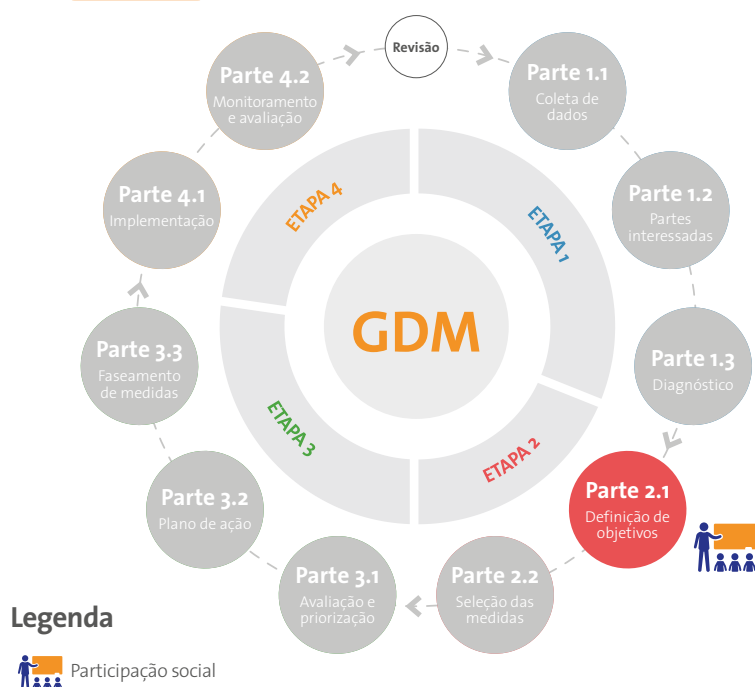 Revisão
Parte 1.1
Coleta de
dados
Parte 1.2
Partes
interessadas
Parte 1.3
Diagnóstico
Parte 2.1
Definição de
objetivos
Parte 2.2
Seleção das
medidas
Parte 3.1
Avaliação e
priorização
Parte 3.2
Plano de ação
Parte 3.3
Faseamento
de medidas
Parte 4.1
Implementação
Parte 4.2
Monitoramento
e avaliação
ETAPA 1
ETAPA 2
ETAPA 3
ETAPA 4
GDM
Legenda
Participação social